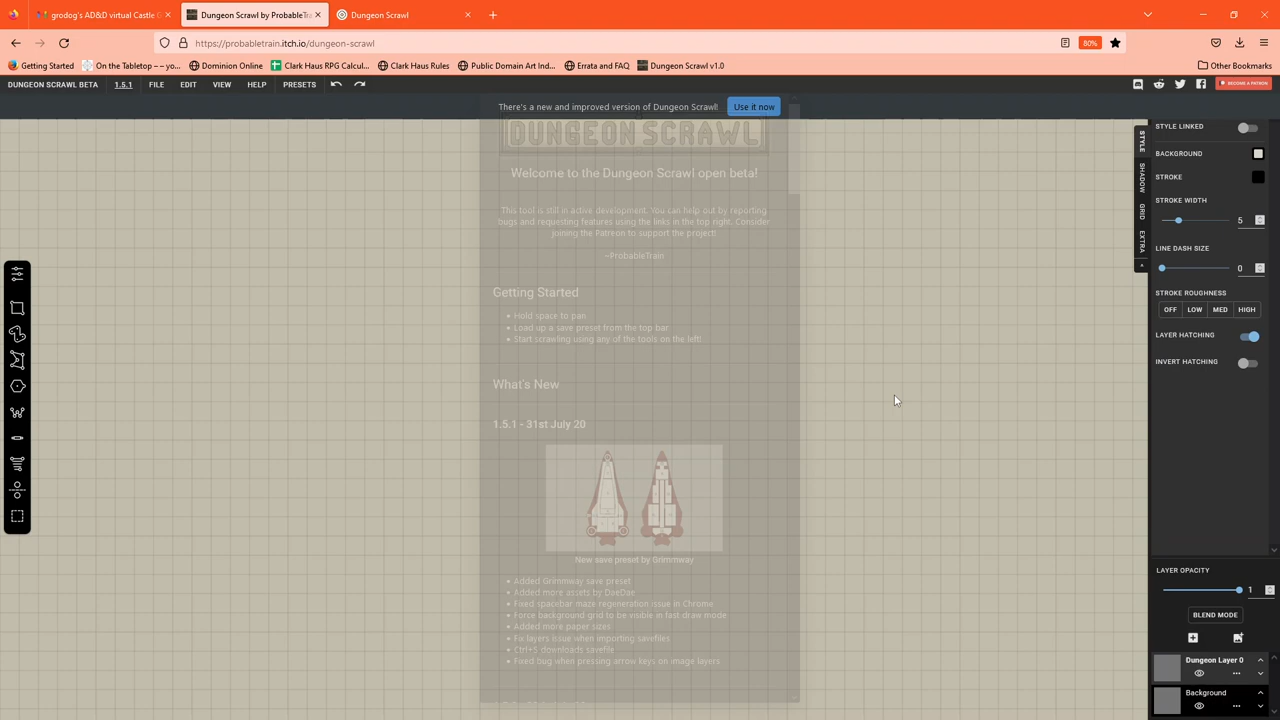 grodog's AD&D virtual Castle D
Dungeon Scrawl by ProbableTra
Dungeon Scrawl
https://probabletrain.itch.io/dungeon-scrawl
80%
Getting Started
On the Tabletop – – yo...
Dominion Online
Clark Haus RPG Calcul...
Clark Haus Rules
Public Domain Art Ind...
Errata and FAQ
Dungeon Scrawl v1.0
Other Bookmarks
DUNGEON SCRAWL BETA
1.5.1
FILE
EDIT
VIEW
HELP
PRESETS
BECOME A PATRON
There's a new and improved version of Dungeon Scrawl!
Use it now
DUNGEON SCRAWL
Welcome to the Dungeon Scrawl open beta!
This tool is still in active development. You can help out by reporting
bugs and requesting features using the links in the top right. Consider
joining the Patreon to support the project!
~ProbableTrain
Getting Started
• Hold space to pan
• Load up a save preset from the top bar
• Start scrawling using any of the tools on the left!
What's New
1.5.1 - 31st July 20
New save preset by Grimmway
• Added Grimmway save preset
• Added more assets by DaeDae
• Fixed spacebar maze regeneration issue in Chrome
• Force background grid to be visible in fast draw mode
• Added more paper sizes
• Fix layers issue when importing savefiles
• Ctrl+S downloads savefile
• Fixed bug when pressing arrow keys on image layers
STYLE
SHADOW
GRID
EXTRA
STYLE LINKED
BACKGROUND
STROKE
STROKE WIDTH
5
LINE DASH SIZE
0
STROKE ROUGHNESS
OFF
LOW
MED
HIGH
LAYER HATCHING
INVERT HATCHING
LAYER OPACITY
1
BLEND MODE
Dungeon Layer 0
Background